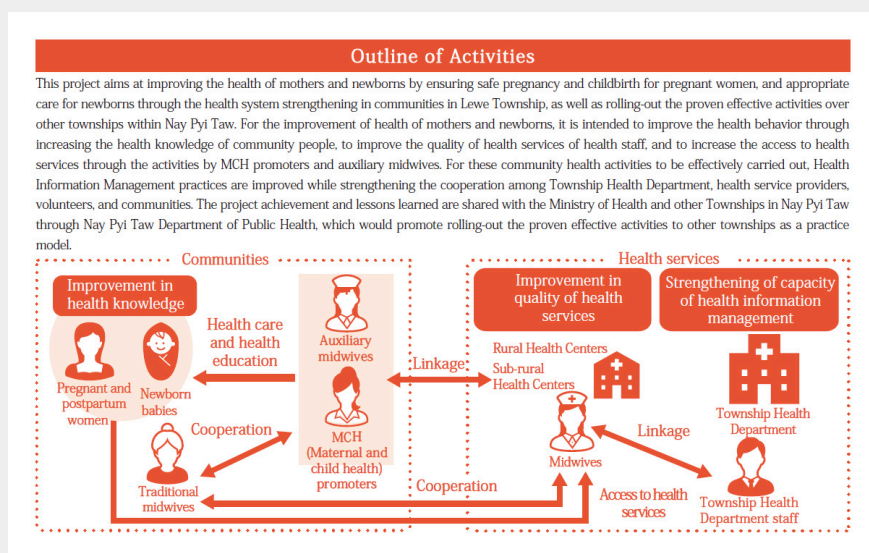 Outline of Activities
This project aims at improving the health of mothers and newborns by ensuring safe pregnancy and childbirth for pregnant women, and appropriate
care for newborns through the health system strengthening in communities in Lewe Township, as well as rolling-out the proven effective activities over
other townships within Nay Pyi Taw. For the improvement of health of mothers and newborns, it is intended to improve the health behavior through
increasing the health knowledge of community people, to improve the quality of health services of health staff, and to increase the access to health
services through the activities by MCH promoters and auxiliary midwives. For these community health activities to be effectively carried out, Health
Information Management practices are improved while strengthening the cooperation among Township Health Department, health service providers,
volunteers, and communities. The project achievement and lessons learned are shared with the Ministry of Health and other Townships in Nay Pyi Taw
through Nay Pyi Taw Department of Public Health, which would promote rolling-out the proven effective activities to other townships as a practice
model.
Communities
Improvement in
health knowledge
Pregnant and
postpartum
women
Newborn
babies
Health care
and health
education
Auxiliary
midwives
MCH
(Maternal and
child health)
promoters
Cooperation
Traditional
midwives
Linkage
Cooperation
Health services
Improvement in
quality of health
services
Strengthening of capacity
of health information
management
Rural Health Centers
Sub-rural
Health Centers
Midwives
Linkage
Township Health
Department
Access to health
services
Township Health
Department staff